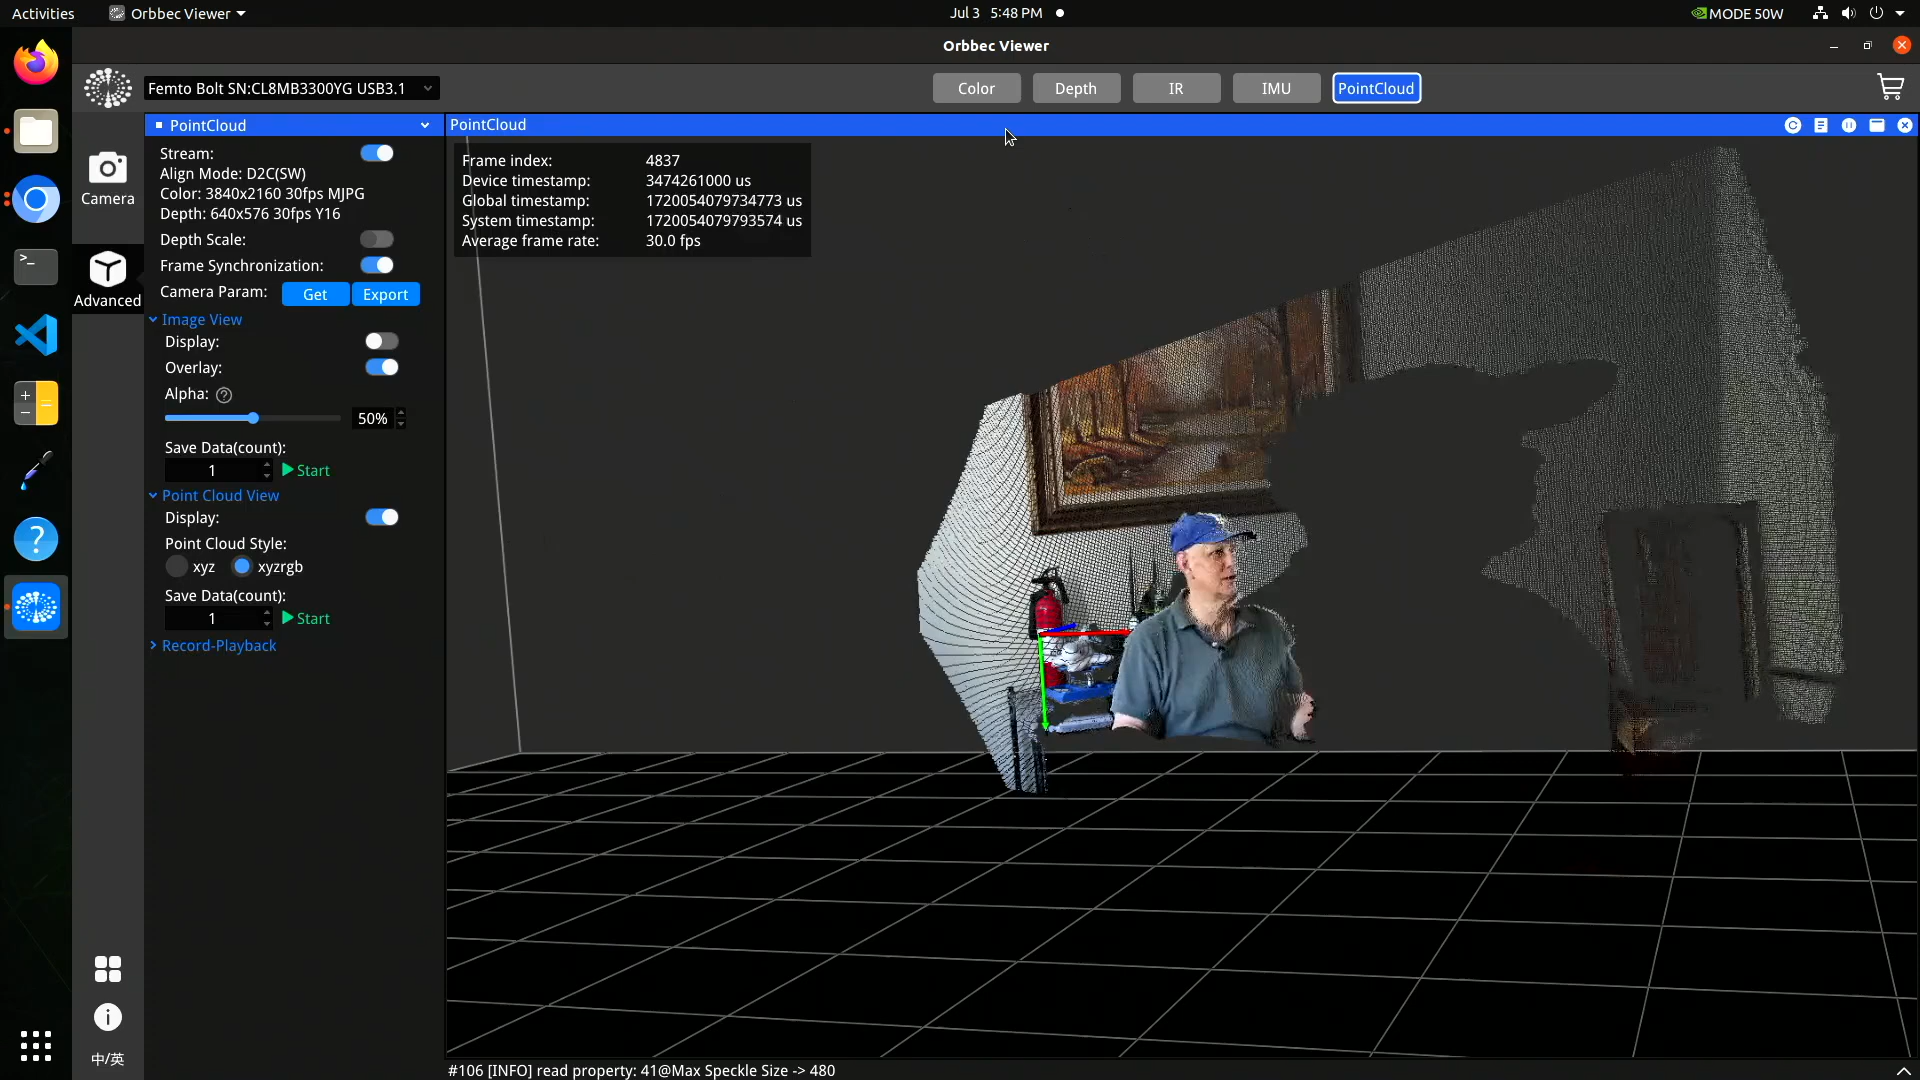 Activities
Orbbec Viewer
Jul 3 5:48 PM
MODE 50W
Orbbec Viewer
Femto Bolt SN:CL8MB3300YG USB3.1
Color
Depth
IR
IMU
PointCloud
Camera
Advanced
中/英
PointCloud
Stream:
Align Mode: D2C(SW)
Color: 3840x2160 30fps MJPG
Depth: 640x576 30fps Y16
Depth Scale:
Frame Synchronization:
Camera Param: Get Export
Image View
Display:
Overlay:
Alpha: ?
50%
Save Data(count):
1 Start
Point Cloud View
Display:
Point Cloud Style:
xyz xyzrgb
Save Data(count):
1 Start
Record-Playback
PointCloud
Frame index: 4837
Device timestamp: 3474261000 us
Global timestamp: 1720054079734773 us
System timestamp: 1720054079793574 us
Average frame rate: 30.0 fps
#106 [INFO] read property: 41@Max Speckle Size -> 480